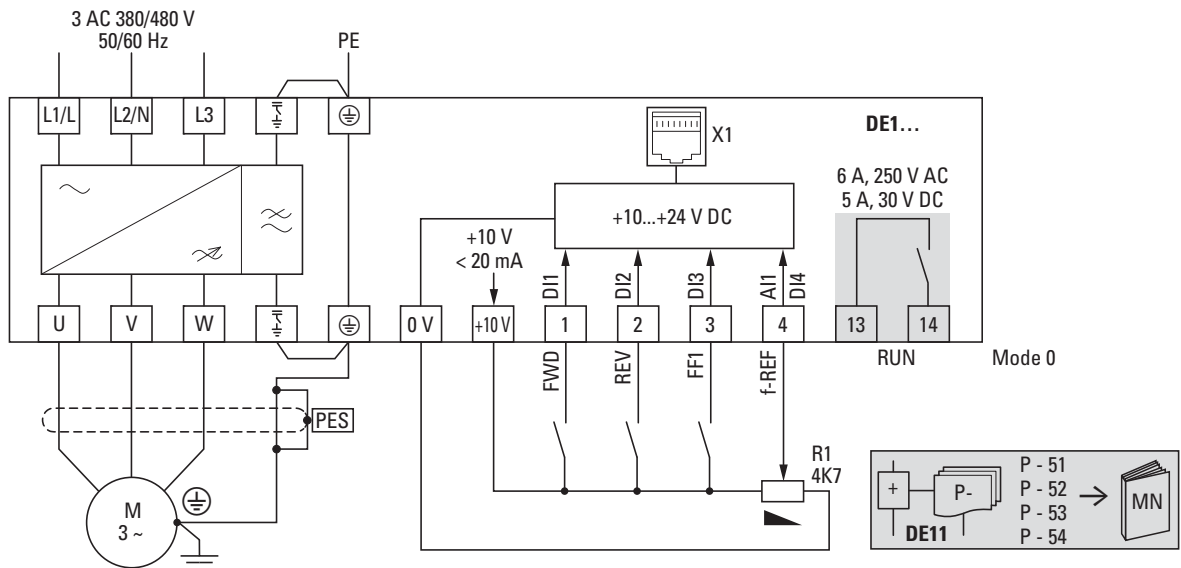 3 AC 380/480 V
50/60 Hz
PE
L1/L
L2/N
L3
X1
DE1...
6 A, 250 V AC
5 A, 30 V DC
+10...+24 V DC
+10 V
< 20 mA
DI1
DI2
DI3
AI1
DI4
U
V
W
0 V
+10 V
1
2
3
4
13
14
FWD
REV
FF1
f-REF
RUN
Mode 0
PES
R1
4K7
M
3 ~
+
P-
DE11
P - 51
P - 52
P - 53
P - 54
MN